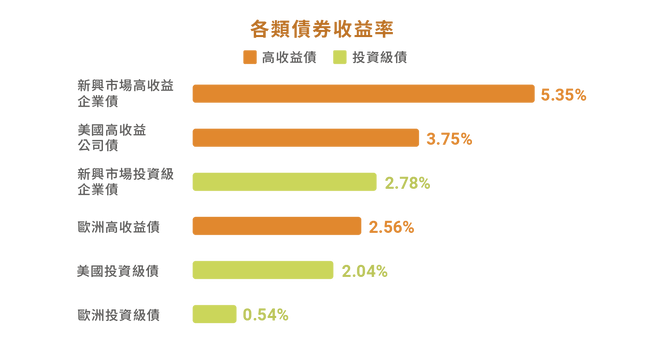 各類債券收益率
高收益債 投資級債
新興市場高收益
企業債
5.35%
美國高收益
公司債
3.75%
新興市場投資級
企業債
2.78%
歐洲高收益債
2.56%
美國投資級債
2.04%
歐洲投資級債
0.54%